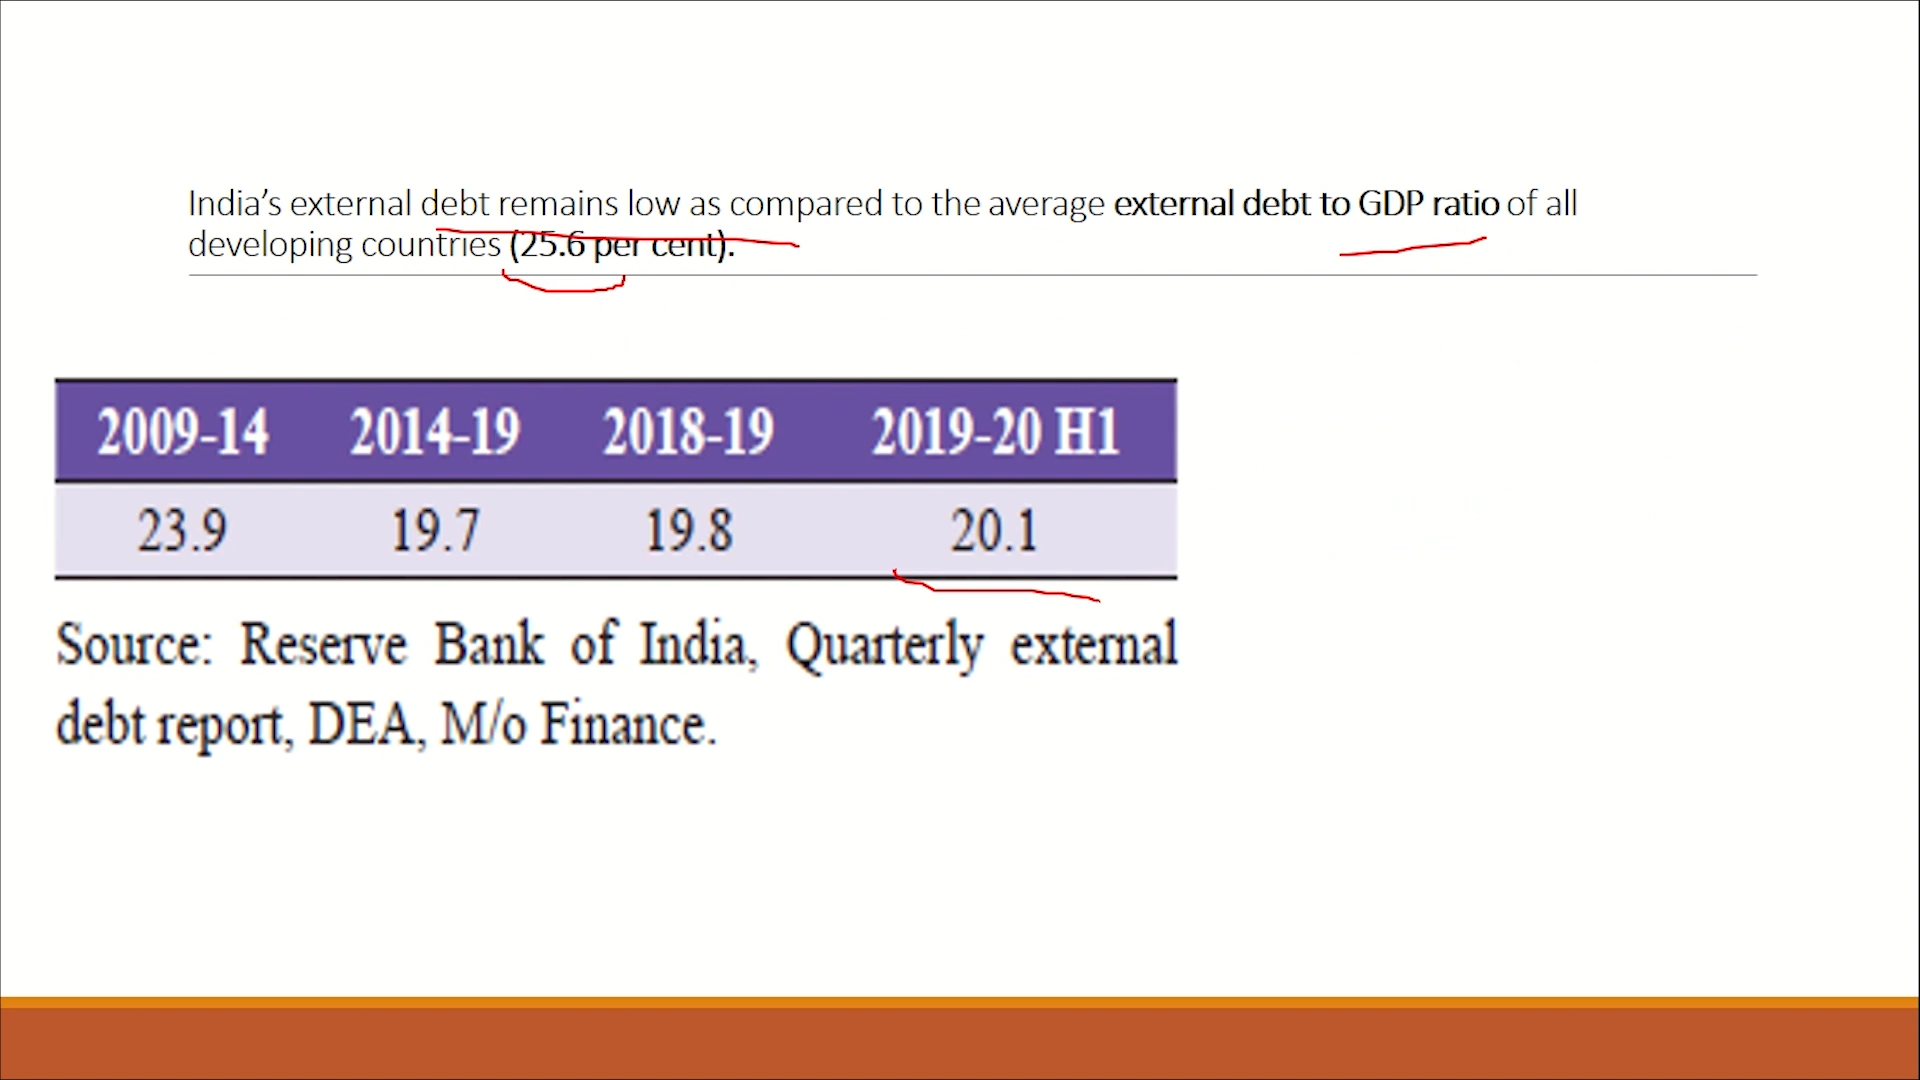 India’s external debt remains low as compared to the average external debt to GDP ratio of all
developing countries (25.6 per cent).
2009-14 2014-19 2018-19 2019-20 H1
23.9 19.7 19.8 20.1
Source: Reserve Bank of India, Quarterly external
debt report, DEA, M/o Finance.